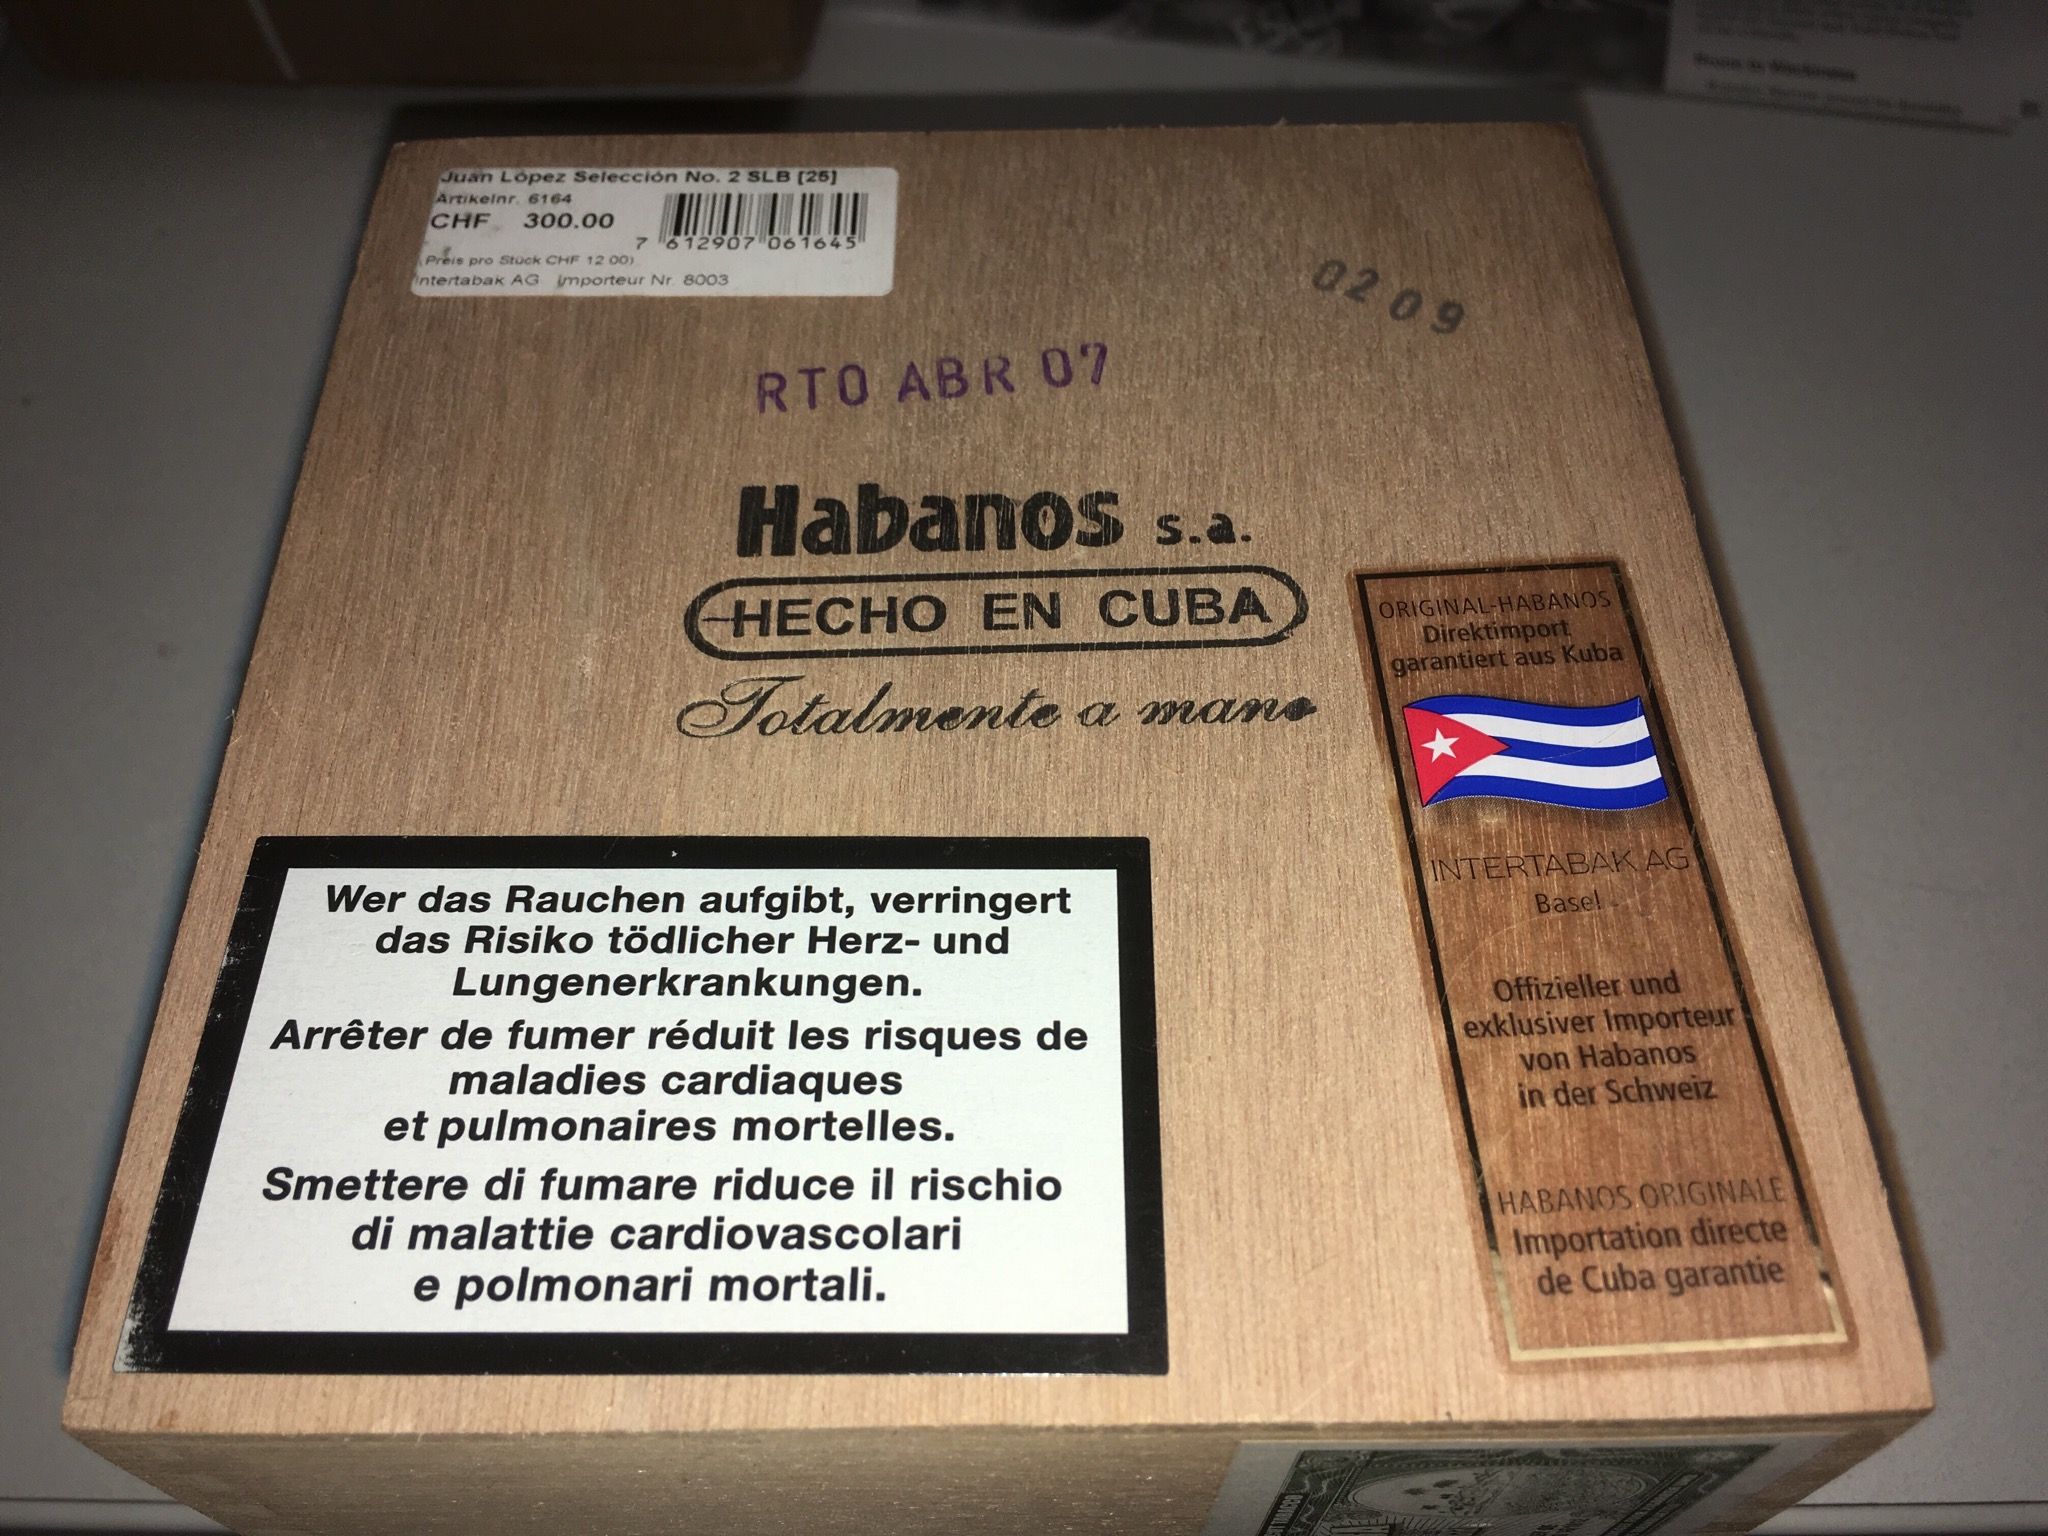 Juan López Selección No. 2 SLB [25]
Artikelnr. 6164
CHF 300.00
7 612907 061645
(Preis pro Stück CHF 12.00)
Intertabak AG Importeur Nr. 8003
0209
RTO ABR 07
Habanos s.a.
HECHO EN CUBA
Totalmente a mano
ORIGINAL-HABANOS
Direktimport
garantiert aus Kuba
INTERTABAK AG
Basel
Offizieller und
exklusiver Importeur
von Habanos
in der Schweiz
HABANOS ORIGINALE
Importation directe
de Cuba garantie
Wer das Rauchen aufgibt, verringert
das Risiko tödlicher Herz- und
Lungenerkrankungen.
Arrêter de fumer réduit les risques de
maladies cardiaques
et pulmonaires mortelles.
Smettere di fumare riduce il rischio
di malattie cardiovascolari
e polmonari mortali.